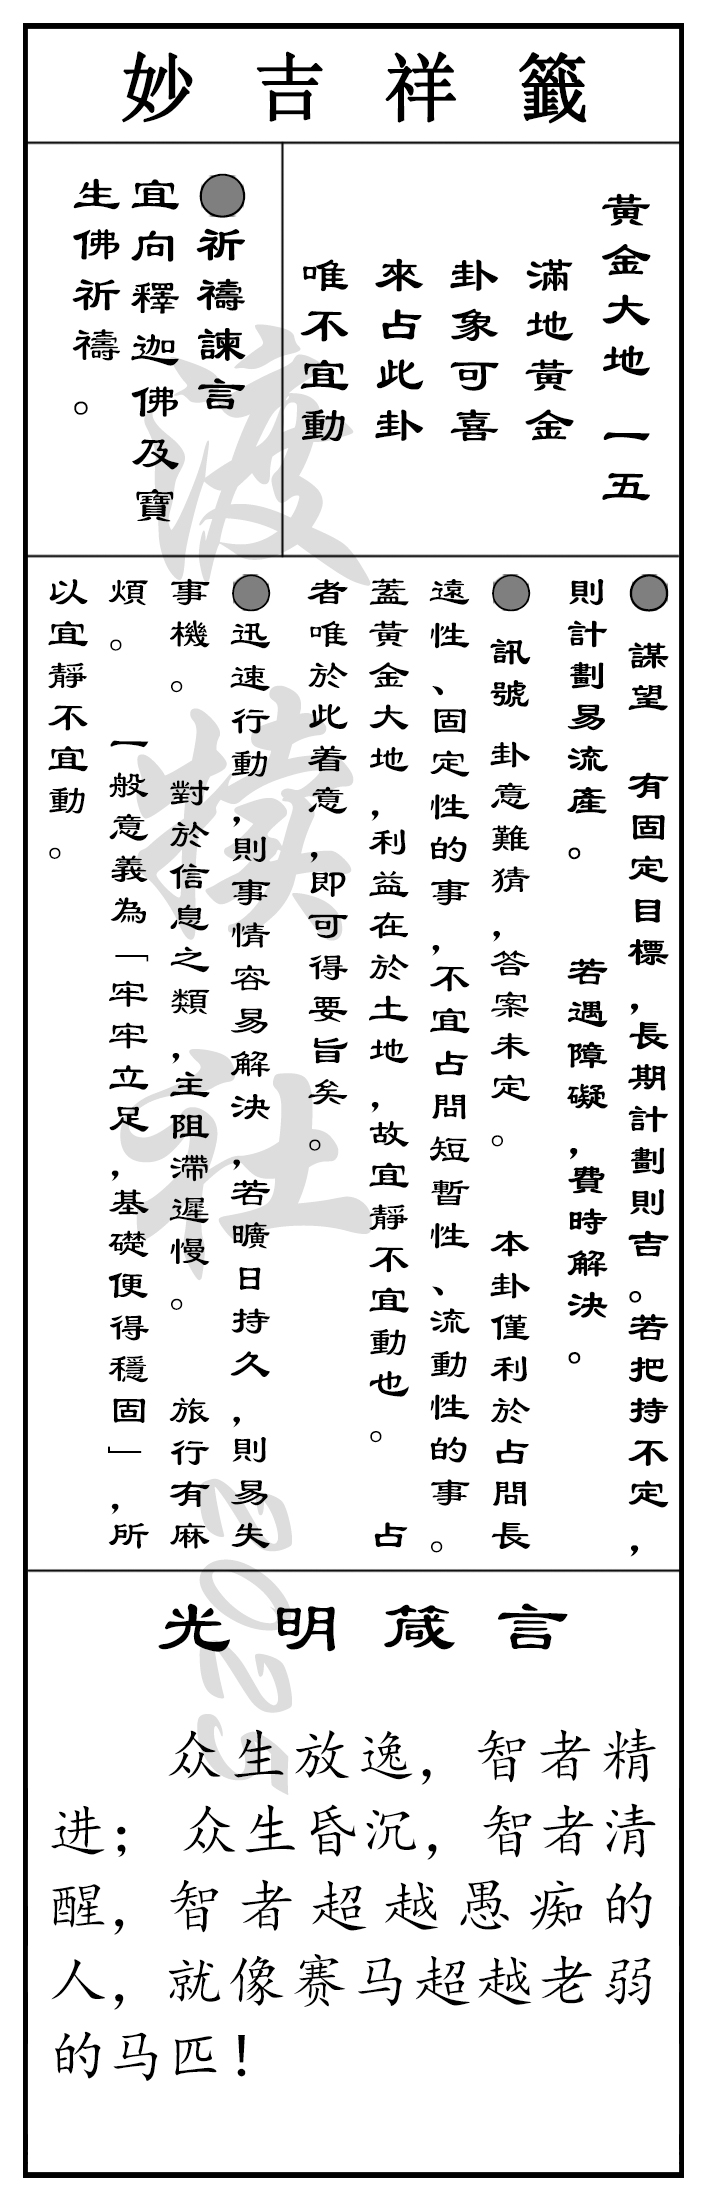 妙吉祥籤
黃金大地 一五
滿地黃金
卦象可喜
來占此卦
唯不宜動
●祈禱諫言
宜向釋迦佛及寶
生佛祈禱。
● 謀望 有固定目標,長期計劃則吉。若把持不定,
則計劃易流產。 若遇障礙,費時解決。
● 訊號 卦意難猜,答案未定。 本卦僅利於占問長
遠性、固定性的事,不宜占問短暫性、流動性的事。
蓋黃金大地,利益在於土地,故宜靜不宜動也。 占
者唯於此着意,即可得要旨矣。
● 迅速行動,則事情容易解決,若曠日持久,則易失
事機。 對於信息之類,主阻滯遲慢。 旅行有麻
煩。 一般意義為「牢牢立足,基礎便得穩固」,所
以宜靜不宜動。
光明箴言
众生放逸，智者精
进；众生昏沉，智者清
醒，智者超越愚痴的
人，就像赛马超越老弱
的马匹！
渡猿社 2025